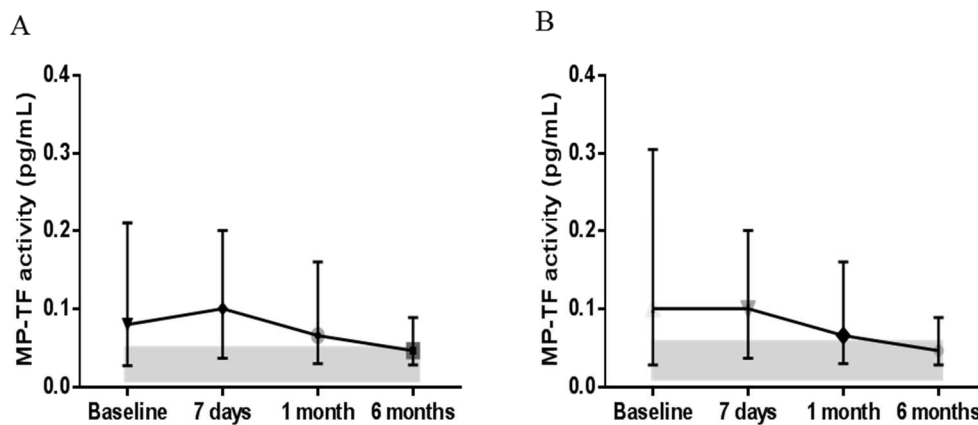 A
MP-TF activity (pg/mL)
0.4
0.3
0.2
0.1
0.0
Baseline 7 days 1 month 6 months
B
MP-TF activity (pg/mL)
0.4
0.3
0.2
0.1
0.0
Baseline 7 days 1 month 6 months